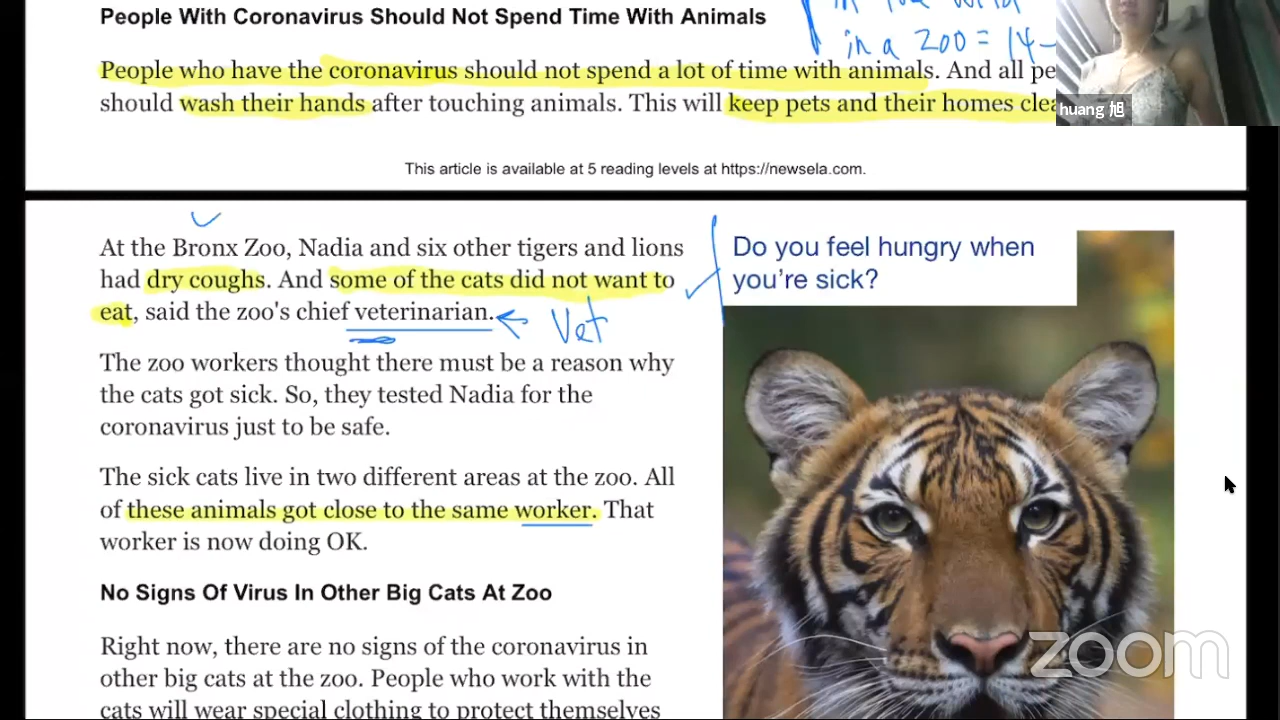 People With Coronavirus Should Not Spend Time With Animals
in a ZOO = 14-
People who have the coronavirus should not spend a lot of time with animals. And all pe
should wash their hands after touching animals. This will keep pets and their homes clea
huang 旭
This article is available at 5 reading levels at https://newsela.com.
At the Bronx Zoo, Nadia and six other tigers and lions
had dry coughs. And some of the cats did not want to
eat, said the zoo's chief veterinarian.
Vet
Do you feel hungry when
you're sick?
The zoo workers thought there must be a reason why
the cats got sick. So, they tested Nadia for the
coronavirus just to be safe.
The sick cats live in two different areas at the zoo. All
of these animals got close to the same worker. That
worker is now doing OK.
No Signs Of Virus In Other Big Cats At Zoo
Right now, there are no signs of the coronavirus in
other big cats at the zoo. People who work with the
cats will wear special clothing to protect themselves
zoom